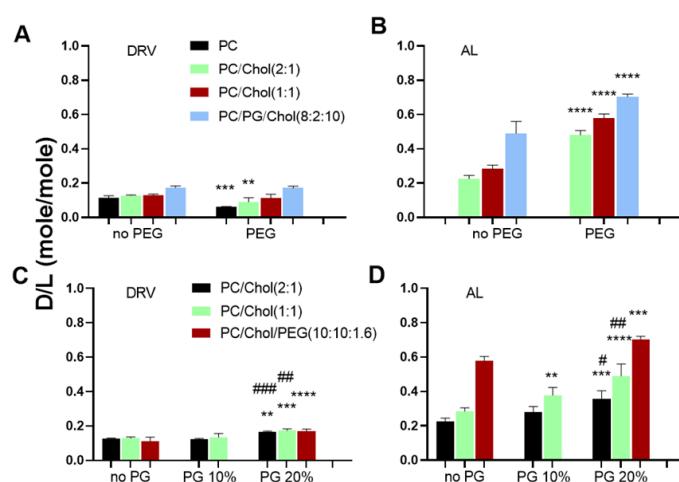 D/L (mole/mole)
A
DRV
PC
PC/Chol(2:1)
PC/Chol(1:1)
PC/PG/Chol(8:2:10)
1.0
0.8
0.6
0.4
0.2
0.0
***
**
no PEG
PEG
B
AL
1.0
0.8
0.6
0.4
0.2
0.0
****
****
****
no PEG
PEG
C
DRV
PC/Chol(2:1)
PC/Chol(1:1)
PC/Chol/PEG(10:10:1.6)
1.0
0.8
0.6
0.4
0.2
0.0
##
###
****
***
**
no PG
PG 10%
PG 20%
D
AL
1.0
0.8
0.6
0.4
0.2
0.0
**
***
##
****
#
***
no PG
PG 10%
PG 20%